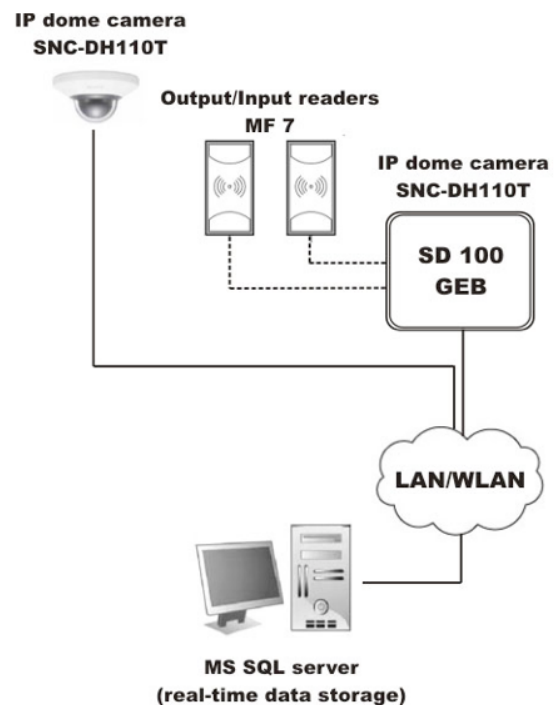 IP dome camera
SNC-DH110T
Output/Input readers
MF 7
IP dome camera
SNC-DH110T
SD 100
GEB
LAN/WLAN
MS SQL server
(real-time data storage)